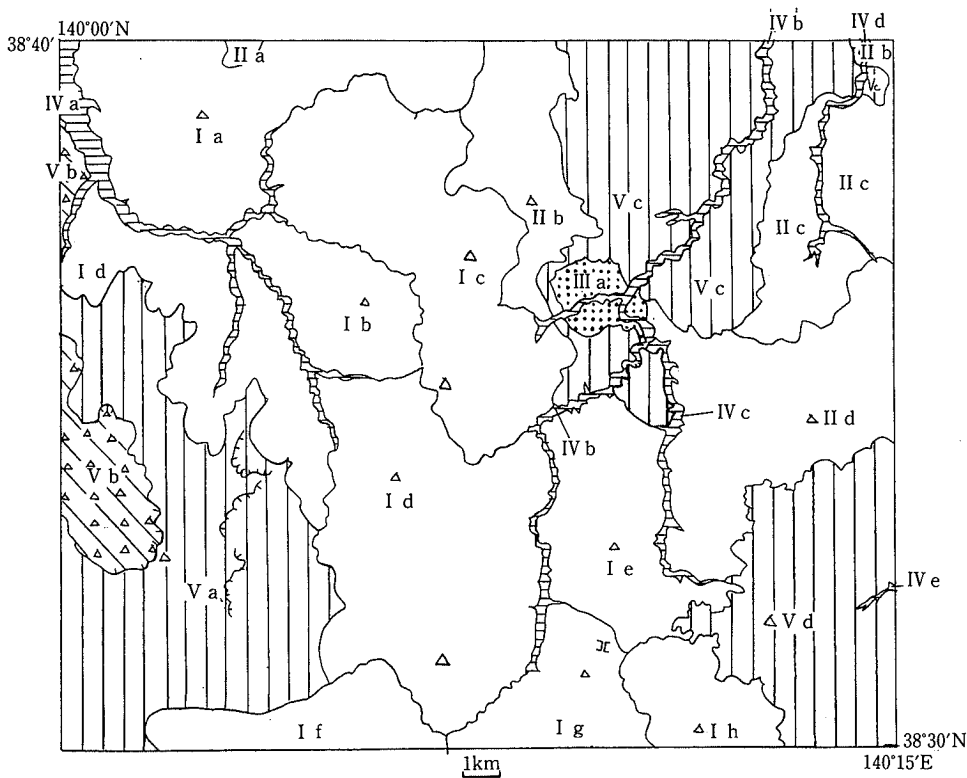 140°00′N
IV b
IV d
38°40′
II a
II b
V c
IV a
I a
V b
II c
II b
V c
II c
I d
I c
III a
V c
I b
IV c
II d
IV b
V b
I d
I e
IV e
V a
V d
I f
I g
I h
38°30′N
140°15′E
1km